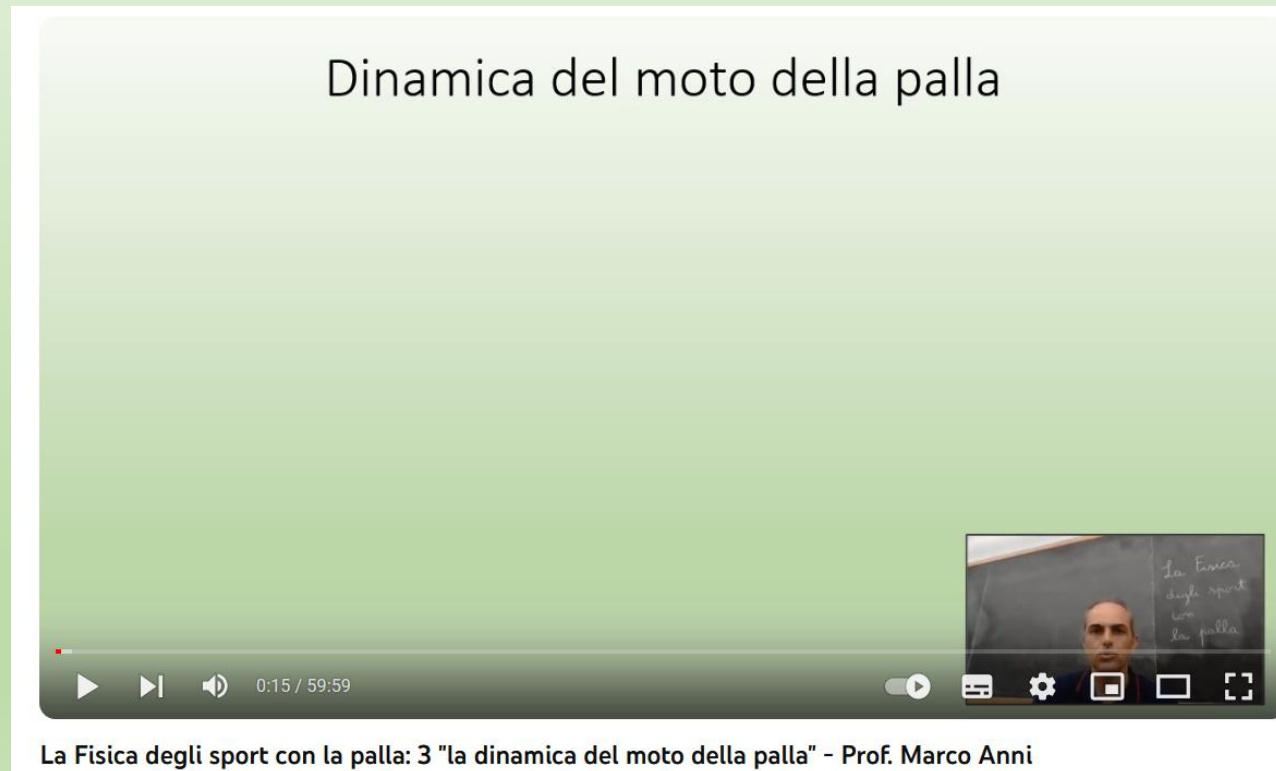 Dinamica del moto della palla
La Fisica
degli sport
con
la palla
0:15 / 59:59
La Fisica degli sport con la palla: 3 "la dinamica del moto della palla" - Prof. Marco Anni